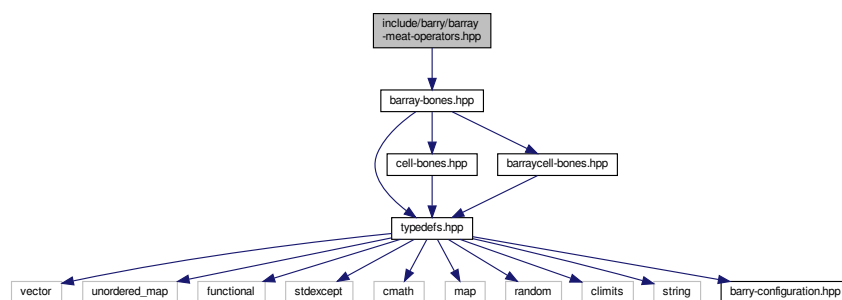 include/barry/barray
-meat-operators.hpp
barray-bones.hpp
cell-bones.hpp
barraycell-bones.hpp
typedefs.hpp
vector
unordered_map
functional
stdexcept
cmath
map
random
climits
string
barry-configuration.hpp